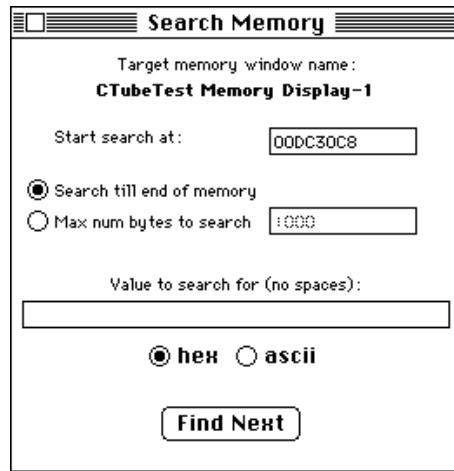 Search Memory
Target memory window name:
CTubeTest Memory Display-1
Start search at: 00DC30C8
Search till end of memory
Max num bytes to search 1000
Value to search for (no spaces):
hex ascii
Find Next